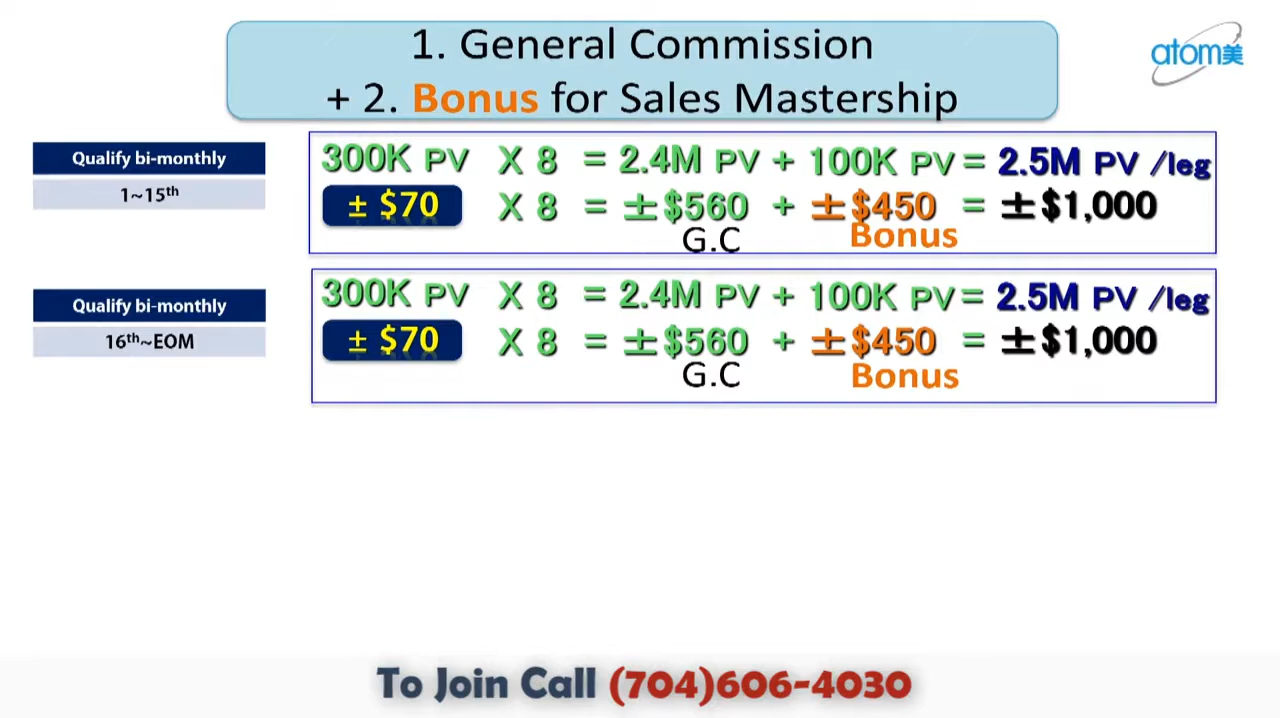 1. General Commission
+ 2. Bonus for Sales Mastership
atom美
Qualify bi-monthly
1~15th
300K PV X 8 = 2.4M PV + 100K PV = 2.5M PV /leg
± $70 X 8 = ±$560 + ±$450 = ±$1,000
G.C Bonus
Qualify bi-monthly
16th~EOM
300K PV X 8 = 2.4M PV + 100K PV = 2.5M PV /leg
± $70 X 8 = ±$560 + ±$450 = ±$1,000
G.C Bonus
To Join Call (704)606-4030